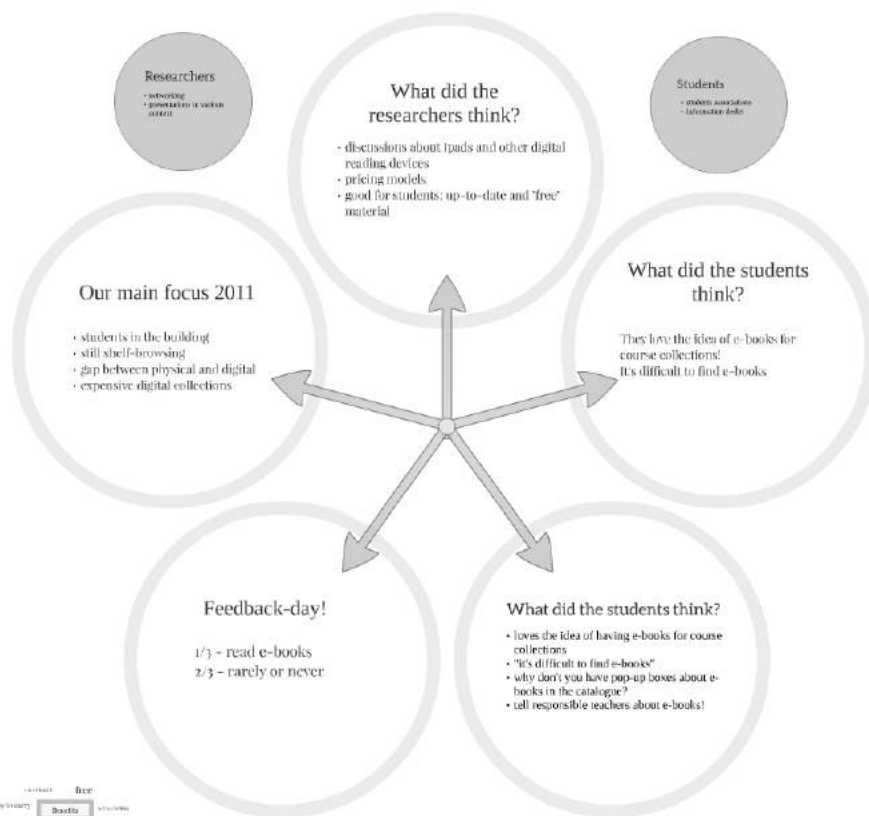 Researchers
• networking
• presentations in various
context
What did the
researchers think?
• discussions about Ipads and other digital
reading devices
• pricing models
• good for students: up-to-date and "free"
material
Students
• students associations
• information desks
Our main focus 2011
• students in the building
• still shelf-browsing
• gap between physical and digital
• expensive digital collections
What did the students
think?
They love the idea of e-books for
course collections!
It's difficult to find e-books
Feedback-day!
1/3 - read e-books
2/3 - rarely or never
What did the students think?
• loves the idea of having e-books for course
collections
• "it's difficult to find e-books"
• why don't you have pop-up boxes about e-
books in the catalogue?
• tell responsible teachers about e-books!
free
Benefits